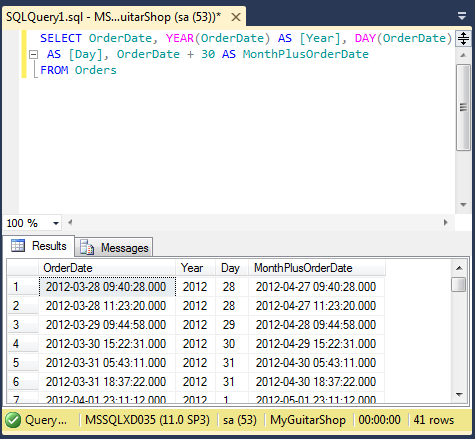 SQLQuery1.sql - MS...uitarShop (sa (53))*
SELECT OrderDate, YEAR(OrderDate) AS [Year], DAY(OrderDate)
AS [Day], OrderDate + 30 AS MonthPlusOrderDate
FROM Orders
100 %
Results Messages
OrderDate Year Day MonthPlusOrderDate
1 2012-03-28 09:40:28.000 2012 28 2012-04-27 09:40:28.000
2 2012-03-28 11:23:20.000 2012 28 2012-04-27 11:23:20.000
3 2012-03-29 09:44:58.000 2012 29 2012-04-28 09:44:58.000
4 2012-03-30 15:22:31.000 2012 30 2012-04-29 15:22:31.000
5 2012-03-31 05:43:11.000 2012 31 2012-04-30 05:43:11.000
6 2012-03-31 18:37:22.000 2012 31 2012-04-30 18:37:22.000
7 2012-04-01 23:11:12.000 2012 1 2012-05-01 23:11:12.000
Query... MSSQLXD035 (11.0 SP3) sa (53) MyGuitarShop 00:00:00 41 rows